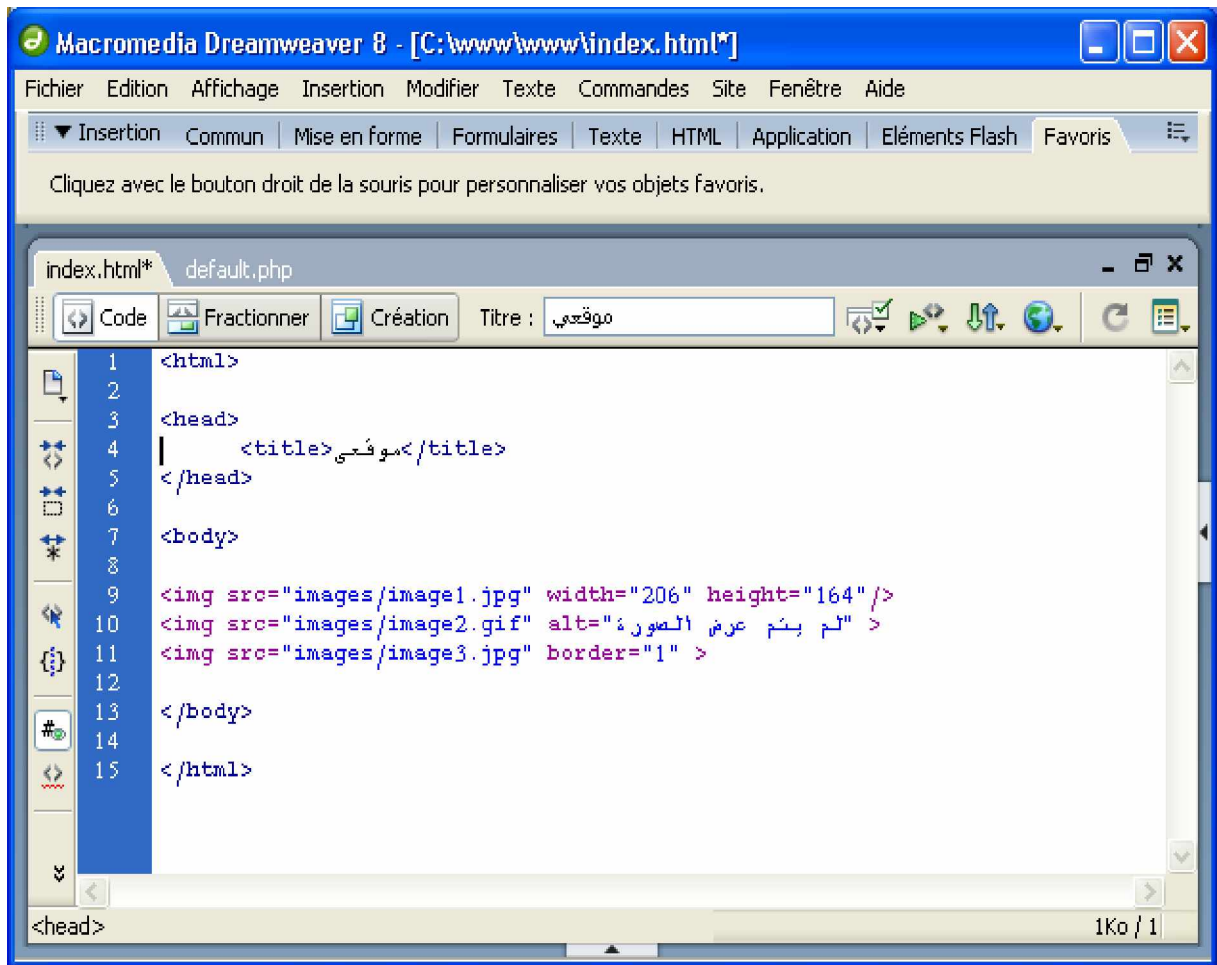 Macromedia Dreamweaver 8 - [C:\www\www\index.html*]
Fichier Edition Affichage Insertion Modifier Texte Commandes Site Fenêtre Aide
▼ Insertion Commun | Mise en forme | Formulaires | Texte | HTML | Application | Eléments Flash Favoris
Cliquez avec le bouton droit de la souris pour personnaliser vos objets favoris.
index.html* default.php
Code Fractionner Création Titre : موقعي
1 <html>
2
3 <head>
4 <title>موقعي</title>
5 </head>
6
7 <body>
8
9 <img src="images/image1.jpg" width="206" height="164"/>
10 <img src="images/image2.gif" alt="لم يتم عرض الصورة" >
11 <img src="images/image3.jpg" border="1" >
12
13 </body>
14
15 </html>
<head> 1Ko / 1